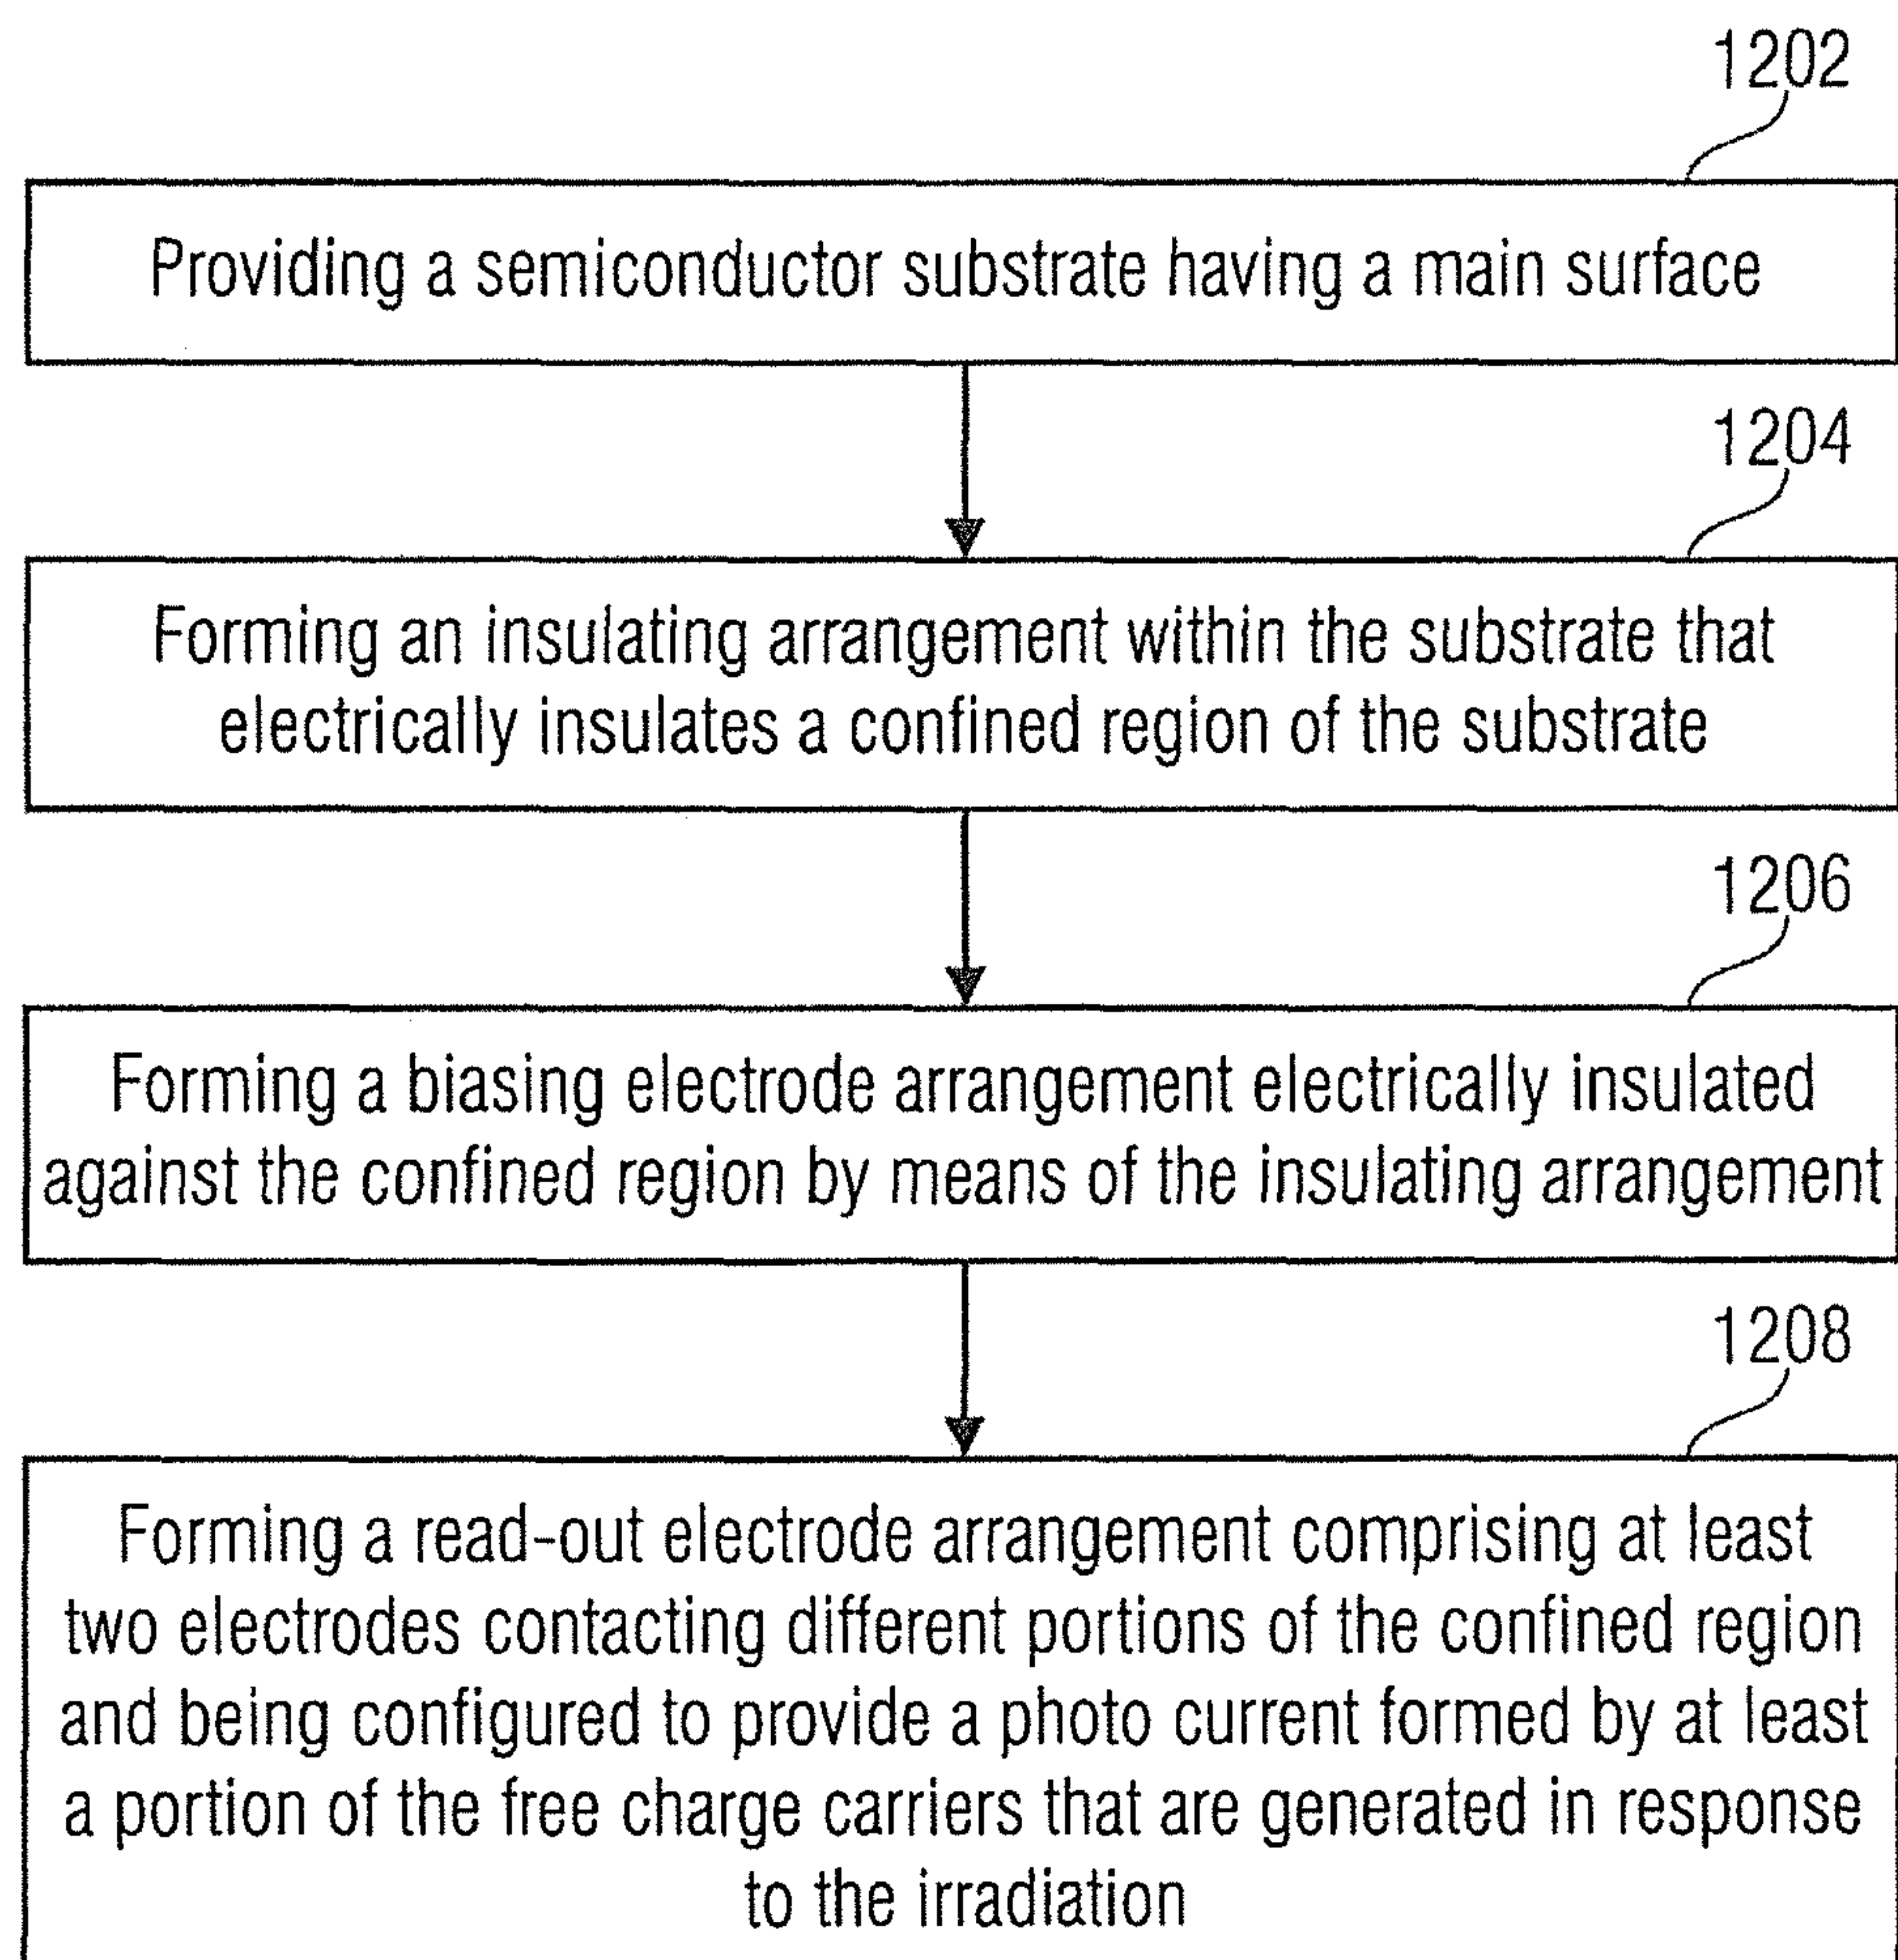 1202
Providing a semiconductor substrate having a main surface
1204
Forming an insulating arrangement within the substrate that
electrically insulates a confined region of the substrate
1206
Forming a biasing electrode arrangement electrically insulated
against the confined region by means of the insulating arrangement
1208
Forming a read-out electrode arrangement comprising at least
two electrodes contacting different portions of the confined region
and being configured to provide a photo current formed by at least
a portion of the free charge carriers that are generated in response
to the irradiation